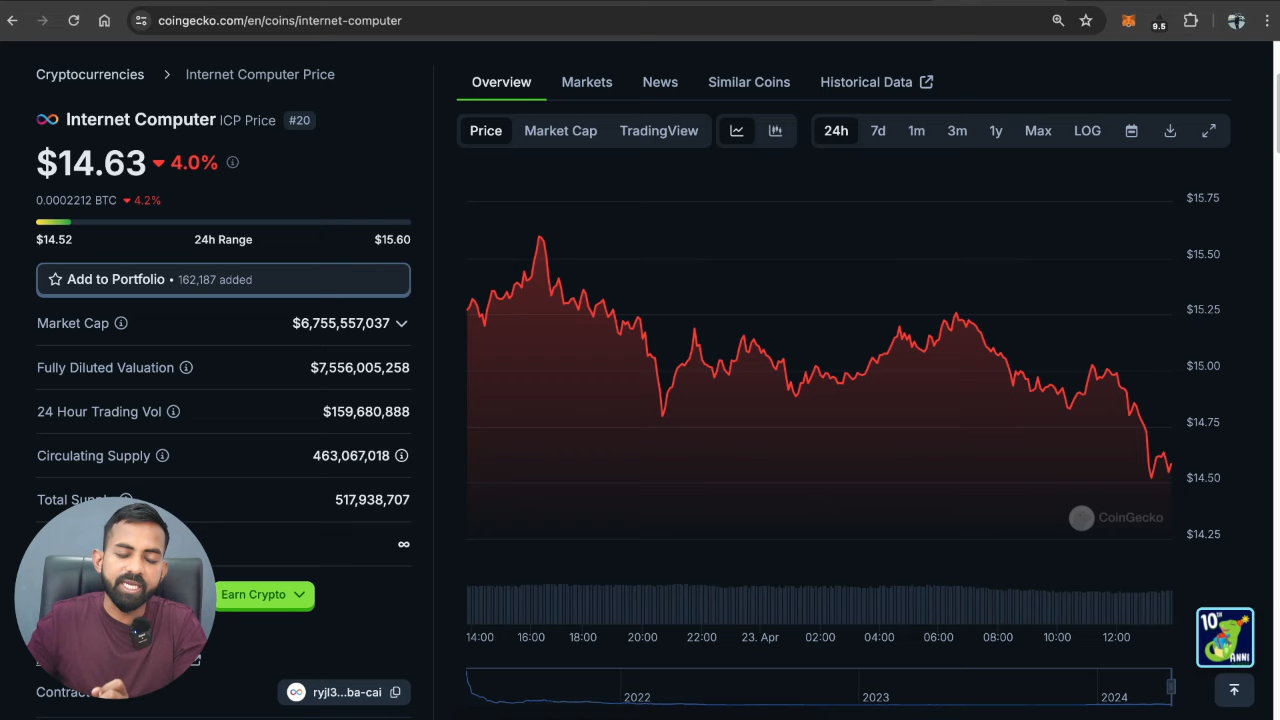 coingecko.com/en/coins/internet-computer
9.5
Cryptocurrencies > Internet Computer Price
Internet Computer ICP Price #20
$14.63 4.0%
0.0002212 BTC 4.2%
$14.52 24h Range $15.60
Add to Portfolio • 162,187 added
Market Cap $6,755,557,037
Fully Diluted Valuation $7,556,005,258
24 Hour Trading Vol $159,680,888
Circulating Supply 463,067,018
Total 517,938,707
∞
Earn Crypto
ryjl3...ba-cai
Overview Markets News Similar Coins Historical Data
Price Market Cap TradingView 24h 7d 1m 3m 1y Max LOG
$15.75
$15.50
$15.25
$15.00
$14.75
$14.50
$14.25
CoinGecko
14:00 16:00 18:00 20:00 22:00 23. Apr 02:00 04:00 06:00 08:00 10:00 12:00
2022 2023 2024
10TH
ANNI